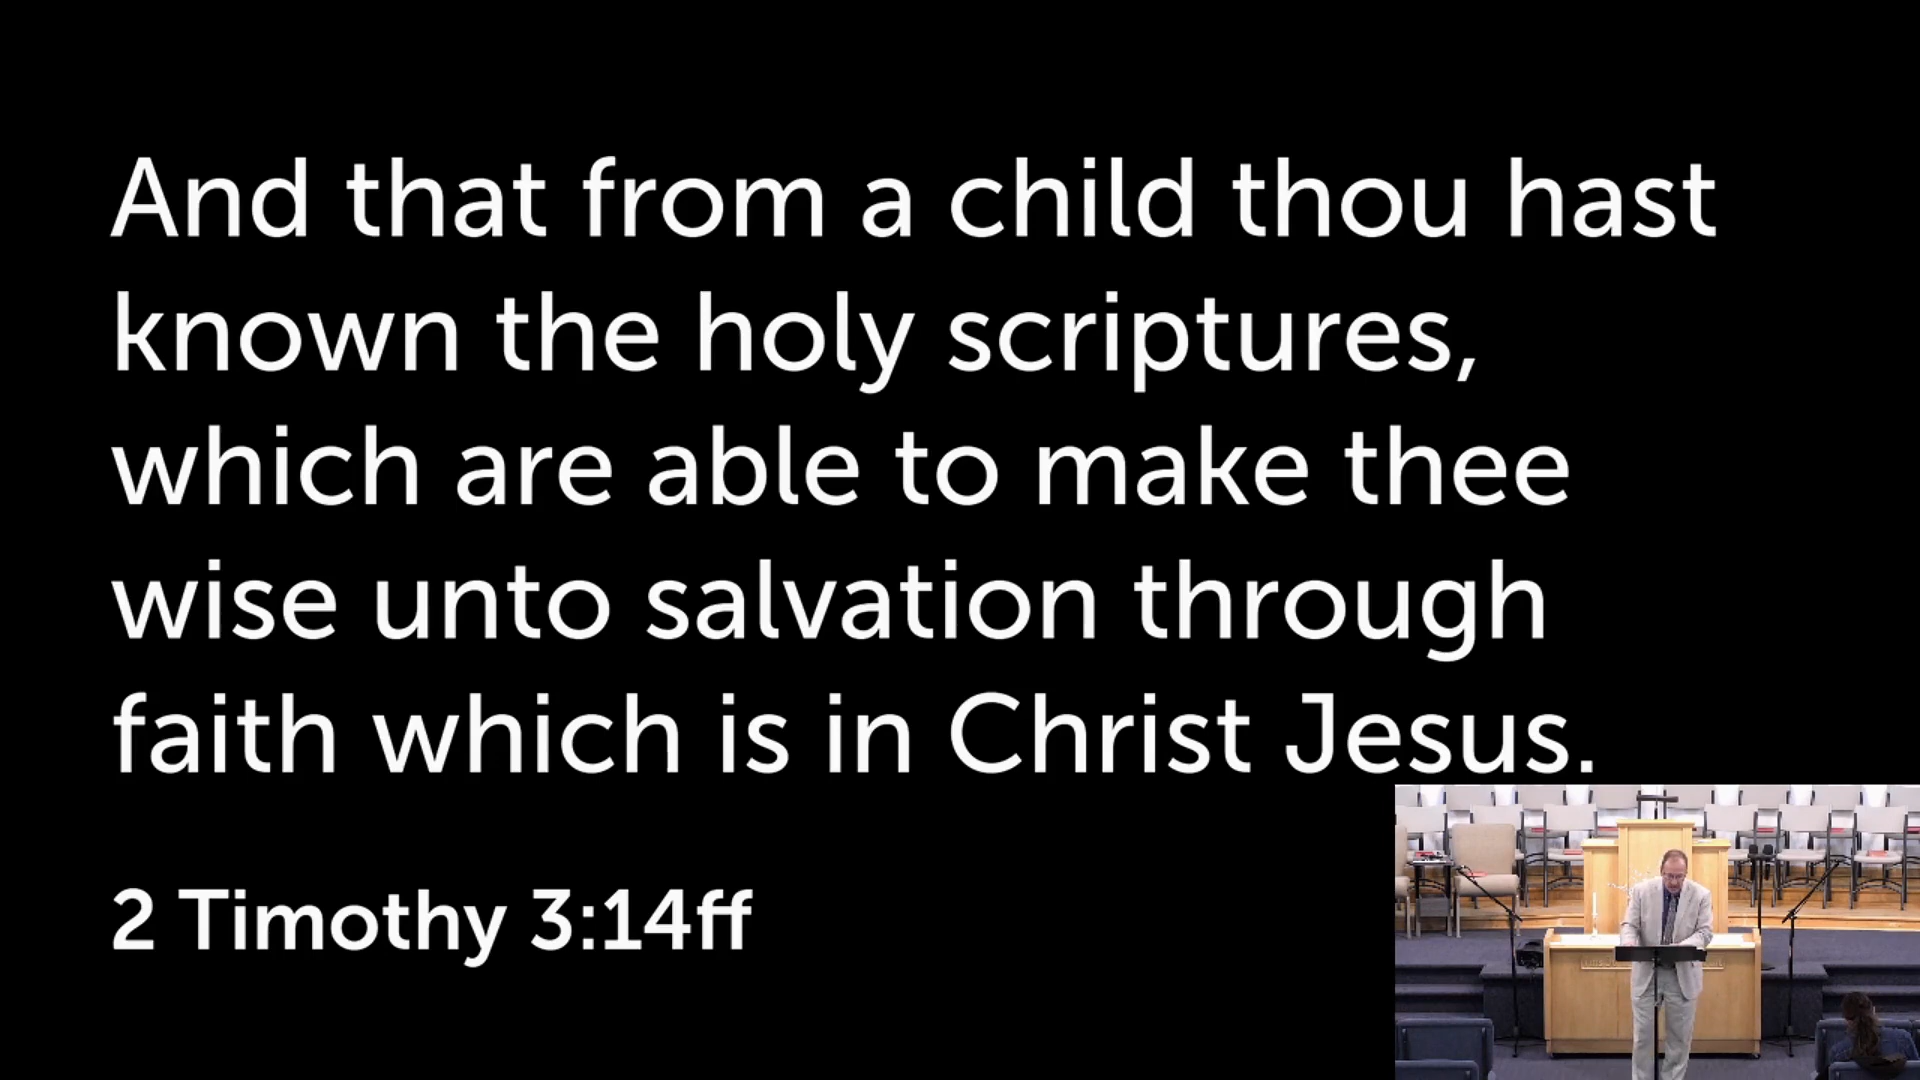 And that from a child thou hast
known the holy scriptures,
which are able to make thee
wise unto salvation through
faith which is in Christ Jesus.
2 Timothy 3:14ff